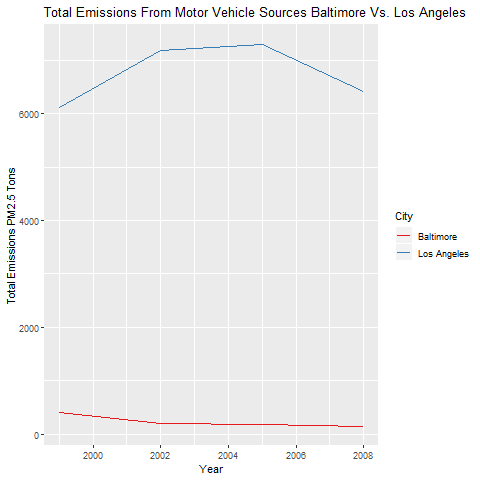 Total Emissions From Motor Vehicle Sources Baltimore Vs. Los Angeles
Total Emissions PM2.5 Tons
6000
4000
2000
0
2000
2002
2004
2006
2008
Year
City
Baltimore
Los Angeles